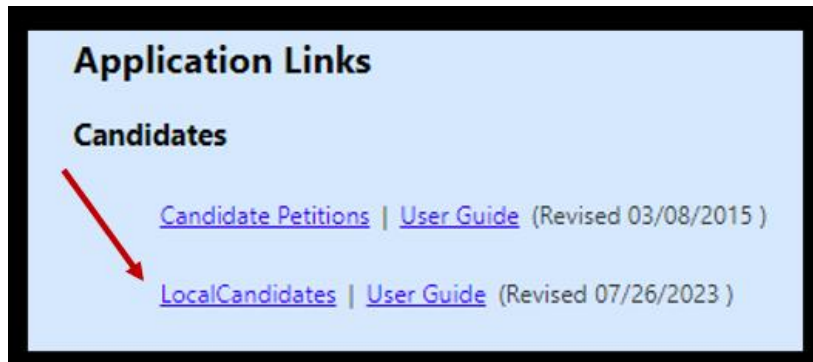 Application Links
Candidates
Candidate Petitions | User Guide (Revised 03/08/2015 )
LocalCandidates | User Guide (Revised 07/26/2023 )